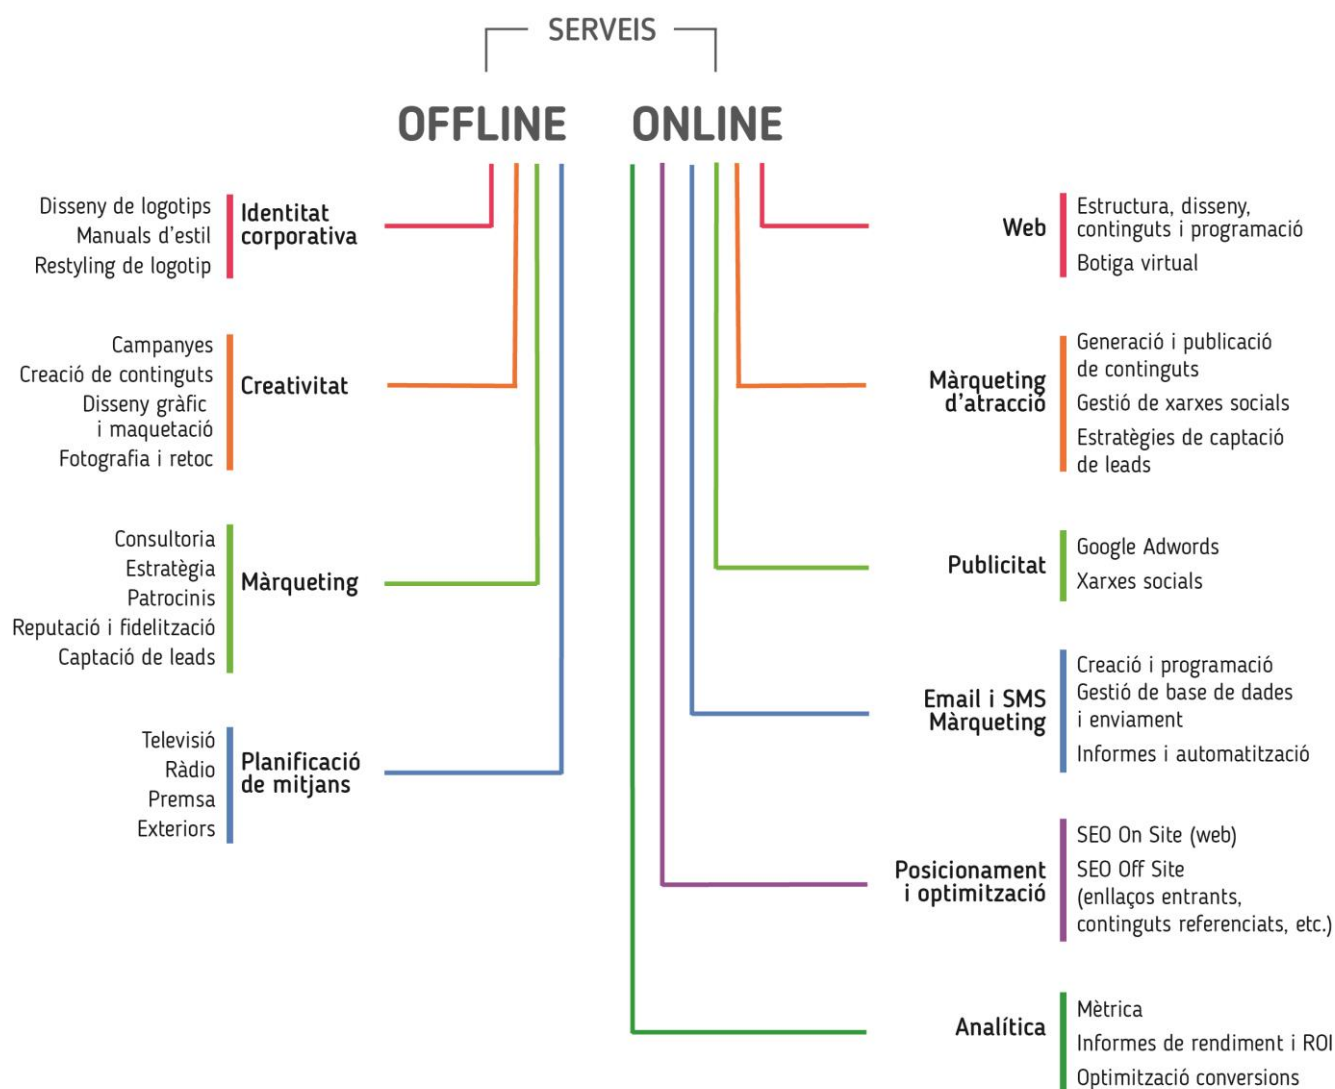 SERVEIS
OFFLINE
Disseny de logotips
Manuals d'estil
Restyling de logotip
Identitat
corporativa
Campanyes
Creació de continguts
Disseny gràfic
i maquetació
Fotografia i retoc
Creativitat
Consultoria
Estratègia
Patrocinis
Reputació i fidelització
Captació de leads
Màrqueting
Televisió
Ràdio
Premsa
Exteriors
Planificació
de mitjans
ONLINE
Web
Estructura, disseny,
continguts i programació
Botiga virtual
Màrqueting
d'atracció
Generació i publicació
de continguts
Gestió de xarxes socials
Estratègies de captació
de leads
Publicitat
Google Adwords
Xarxes socials
Email i SMS
Màrqueting
Creació i programació
Gestió de base de dades
i enviament
Informes i automatització
Posicionament
i optimització
SEO On Site (web)
SEO Off Site
(enllaços entrants,
continguts referenciats, etc.)
Analítica
Mètrica
Informes de rendiment i ROI
Optimització conversions